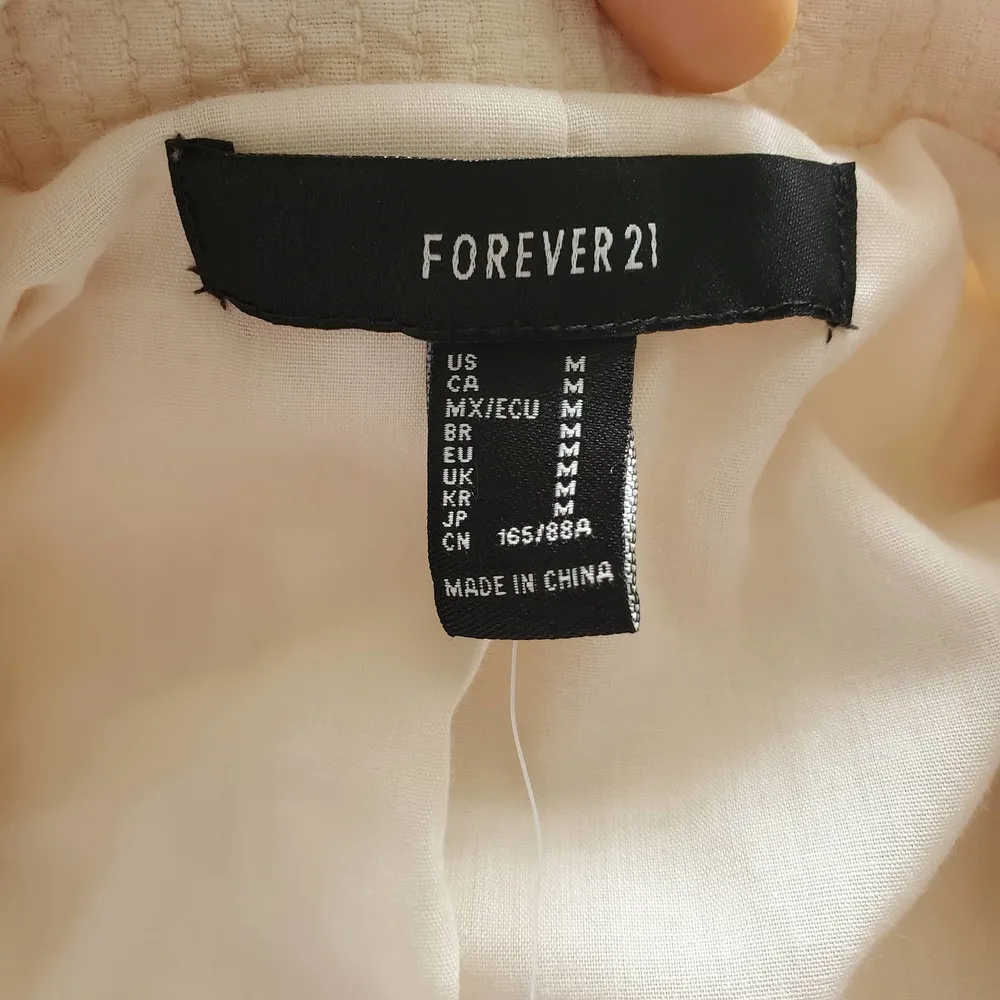 FOREVER 21
US M
CA M
MX/ECU M
BR M
EU M
UK M
KR M
JP M
CN 165/88A
MADE IN CHINA